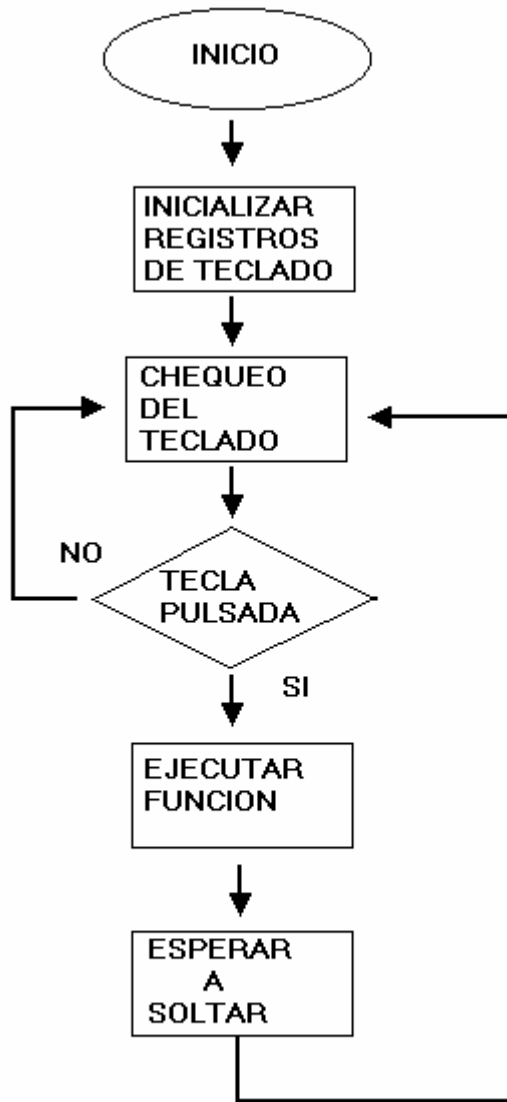 INICIO
INICIALIZAR
REGISTROS
DE TECLADO
CHEQUEO
DEL
TECLADO
NO
TECLA
PULSADA
SI
EJECUTAR
FUNCION
ESPERAR
A
SOLTAR